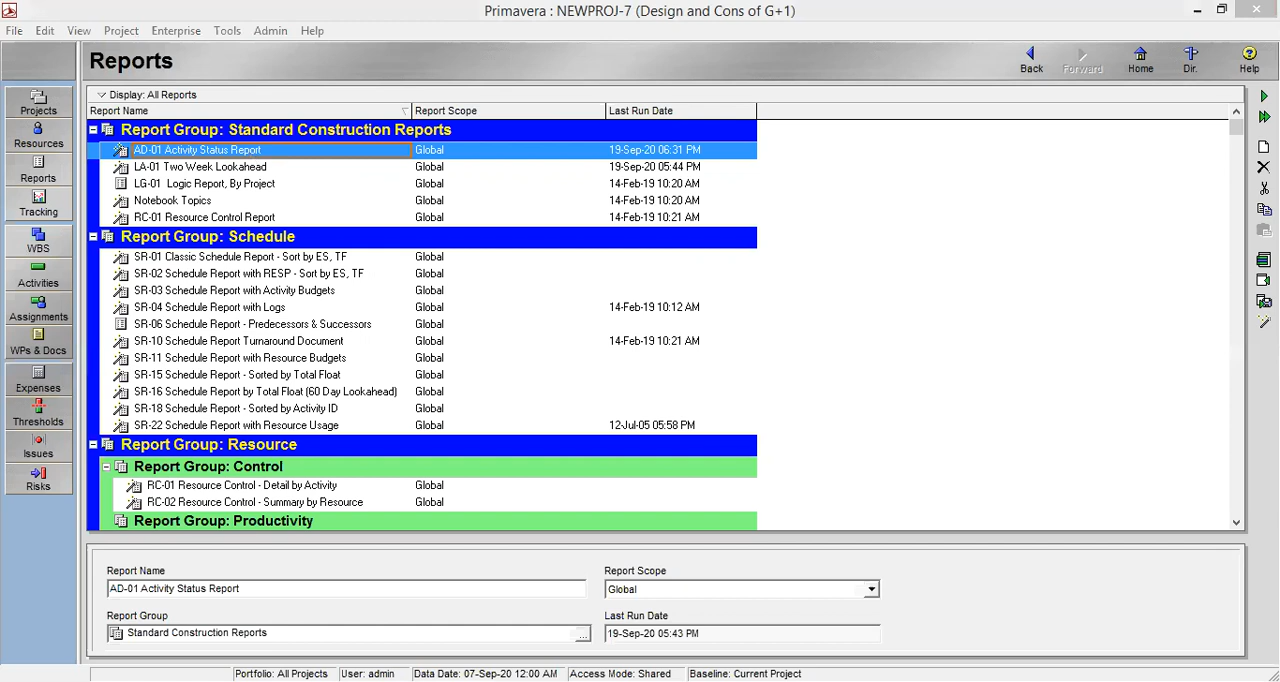 Primavera : NEWPROJ-7 (Design and Cons of G+1)
File Edit View Project Enterprise Tools Admin Help
Reports
Back Forward Home Dir. Help
Display: All Reports
Report Name Report Scope Last Run Date
Report Group: Standard Construction Reports
AD-01 Activity Status Report Global 19-Sep-20 06:31 PM
LA-01 Two Week Lookahead Global 19-Sep-20 05:44 PM
LG-01 Logic Report, By Project Global 14-Feb-19 10:20 AM
Notebook Topics Global 14-Feb-19 10:20 AM
RC-01 Resource Control Report Global 14-Feb-19 10:21 AM
Report Group: Schedule
SR-01 Classic Schedule Report - Sort by ES, TF Global
SR-02 Schedule Report with RESP - Sort by ES, TF Global
SR-03 Schedule Report with Activity Budgets Global
SR-04 Schedule Report with Logs Global 14-Feb-19 10:12 AM
SR-06 Schedule Report - Predecessors & Successors Global
SR-10 Schedule Report Turnaround Document Global 14-Feb-19 10:21 AM
SR-11 Schedule Report with Resource Budgets Global
SR-15 Schedule Report - Sorted by Total Float Global
SR-16 Schedule Report by Total Float (60 Day Lookahead) Global
SR-18 Schedule Report - Sorted by Activity ID Global
SR-22 Schedule Report with Resource Usage Global 12-Jul-05 05:58 PM
Report Group: Resource
Report Group: Control
RC-01 Resource Control - Detail by Activity Global
RC-02 Resource Control - Summary by Resource Global
Report Group: Productivity
Projects
Resources
Reports
Tracking
WBS
Activities
Assignments
WPs & Docs
Expenses
Thresholds
Issues
Risks
Report Name Report Scope
AD-01 Activity Status Report Global
Report Group Last Run Date
Standard Construction Reports ... 19-Sep-20 05:43 PM
Portfolio: All Projects User: admin Data Date: 07-Sep-20 12:00 AM Access Mode: Shared Baseline: Current Project